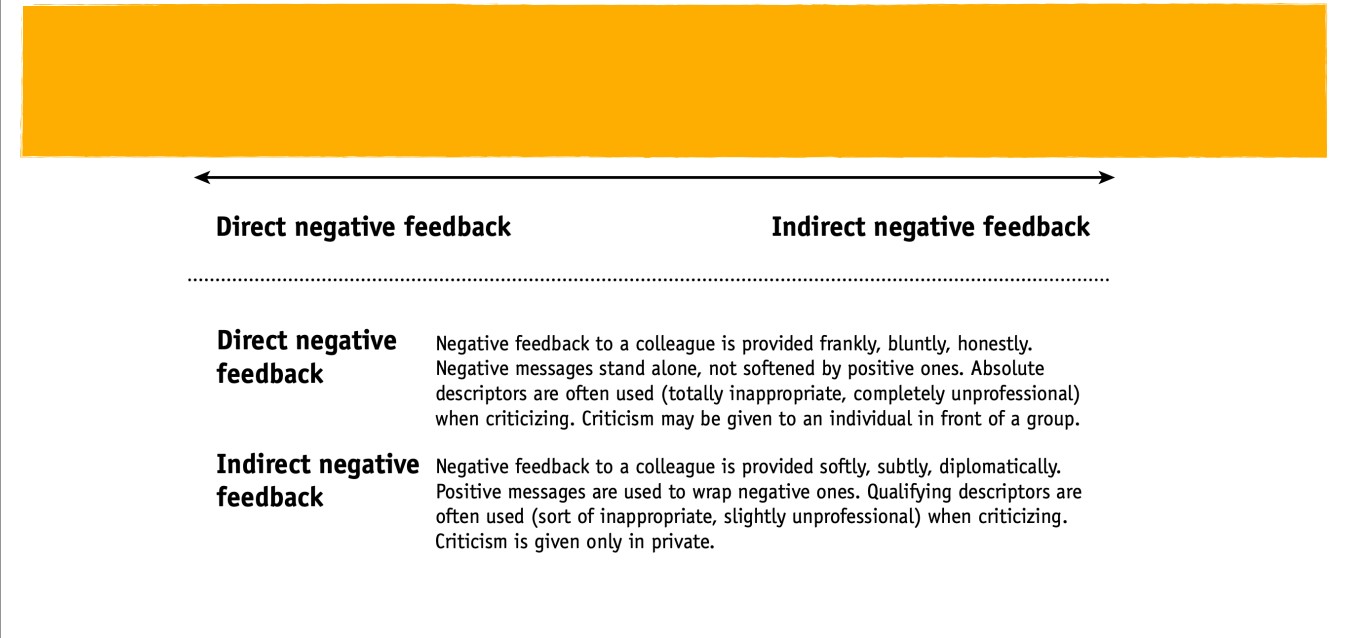 Direct negative feedback
Indirect negative feedback
Direct negative
feedback
Negative feedback to a colleague is provided frankly, bluntly, honestly.
Negative messages stand alone, not softened by positive ones. Absolute
descriptors are often used (totally inappropriate, completely unprofessional)
when criticizing. Criticism may be given to an individual in front of a group.
Indirect negative
feedback
Negative feedback to a colleague is provided softly, subtly, diplomatically.
Positive messages are used to wrap negative ones. Qualifying descriptors are
often used (sort of inappropriate, slightly unprofessional) when criticizing.
Criticism is given only in private.